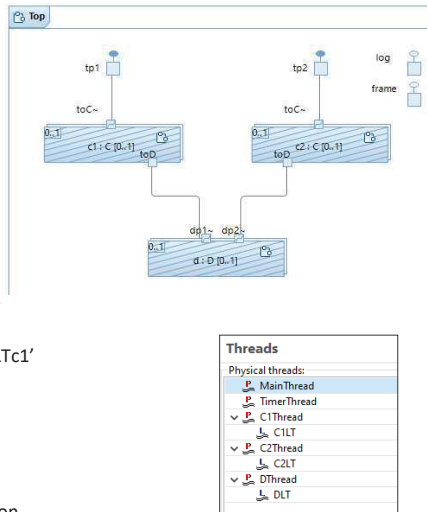 Top
tp1
tp2
log
frame
toC~
toC~
0..1
c1 : C [0..1]
toD
0..1
c2 : C [0..1]
toD
dp1~ dp2~
0..1
d : D [0..1]
Tc1’
Threads
Physical threads:
MainThread
TimerThread
C1Thread
C1LT
C2Thread
C2LT
DThread
DLT